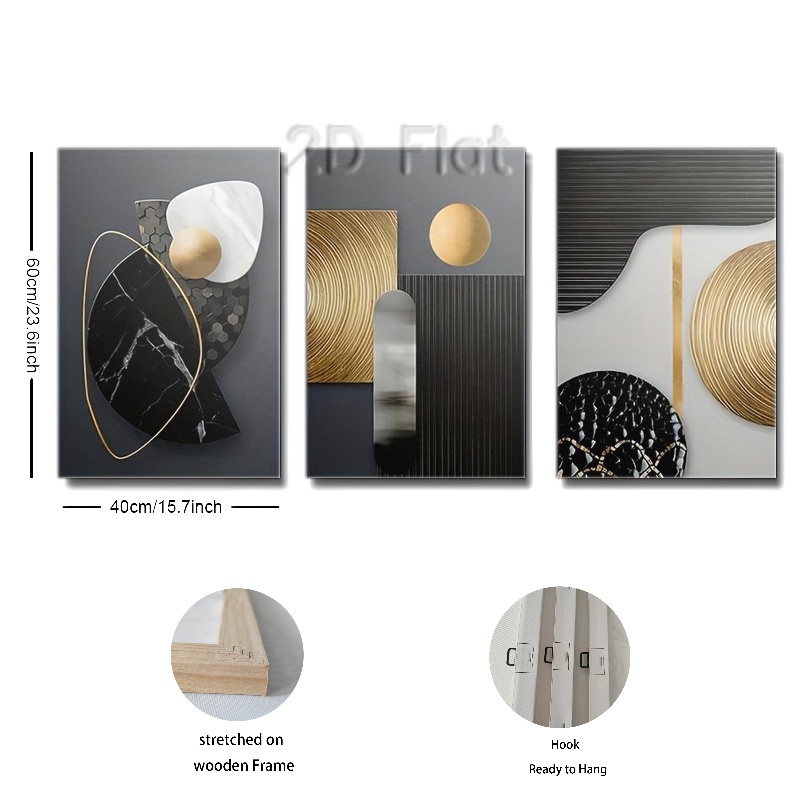 2D Flat
60cm/23.6inch
40cm/15.7inch
stretched on
wooden Frame
Hook
Ready to Hang